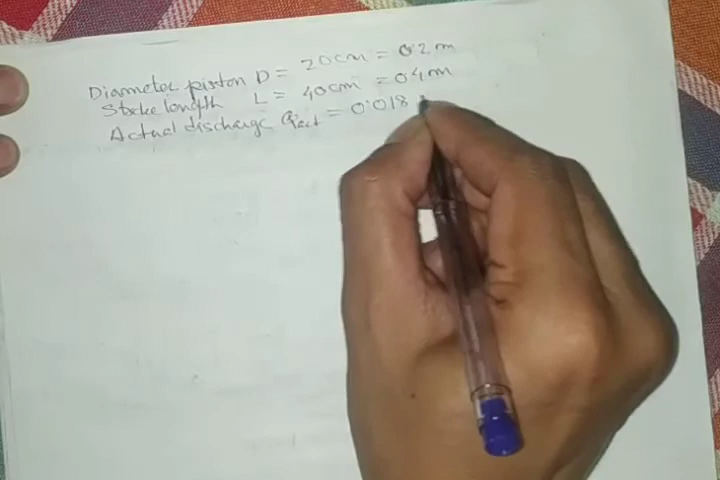 Diameter piston D = 20cm = 0.2m
Stroke length L = 40cm = 0.4m
Actual discharge Qact = 0.018